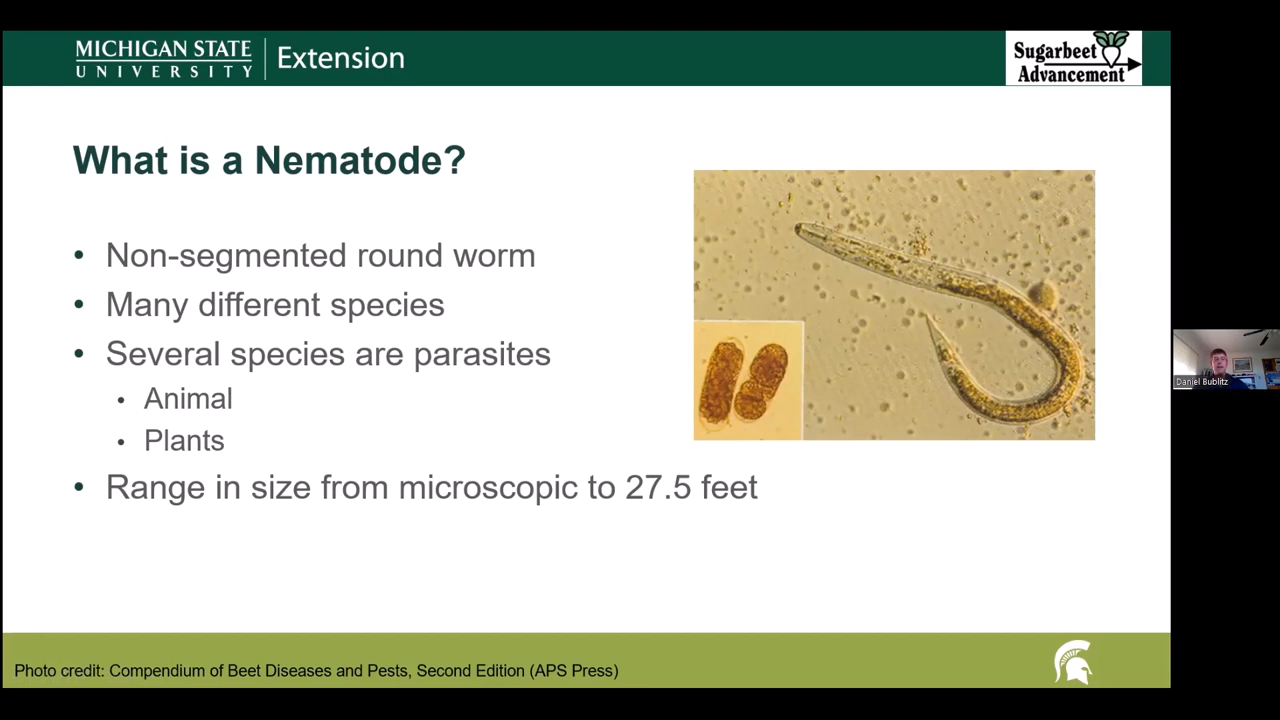 MICHIGAN STATE
UNIVERSITY
Extension
Sugarbeet
Advancement
What is a Nematode?
• Non-segmented round worm
• Many different species
• Several species are parasites
• Animal
• Plants
• Range in size from microscopic to 27.5 feet
Daniel Bublitz
Photo credit: Compendium of Beet Diseases and Pests, Second Edition (APS Press)